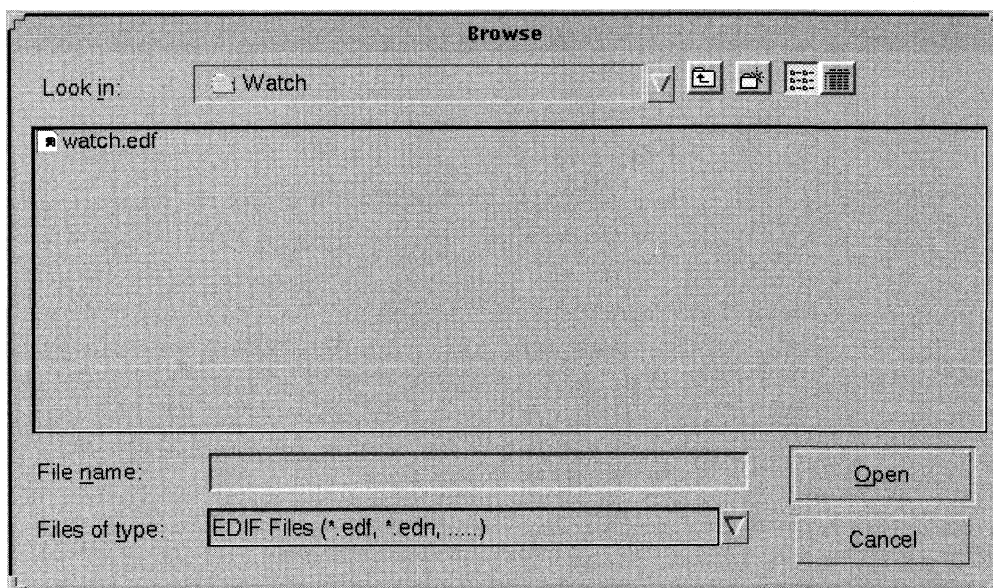 Browse
Look in: Watch
watch.edf
File name: Open
Files of type: EDIF Files (*.edf, *.edn, .....)
Cancel